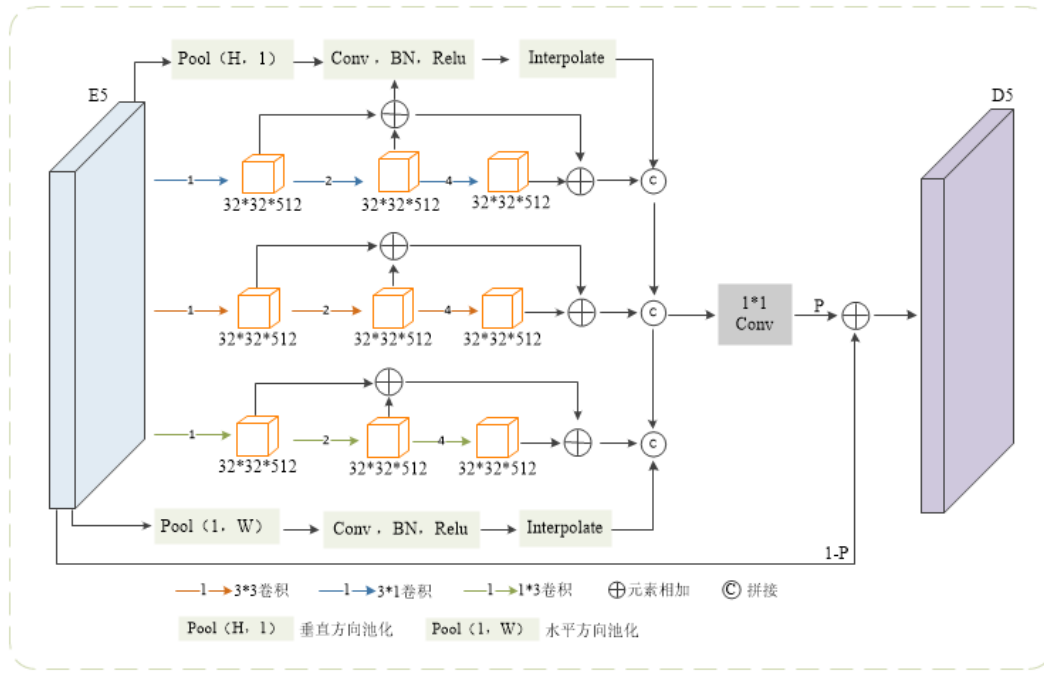 Pool（H, 1）
Conv , BN, Relu
Interpolate
E5
D5
1
2
4
C
32*32*512
32*32*512
32*32*512
1
2
4
C
1*1
Conv
P
32*32*512
32*32*512
32*32*512
1
2
4
C
32*32*512
32*32*512
32*32*512
Pool（1, W）
Conv , BN, Relu
Interpolate
1-P
1 3*3卷积
1 3*1卷积
1 1*3卷积
元素相加
C 拼接
Pool（H, 1） 垂直方向池化
Pool（1, W） 水平方向池化